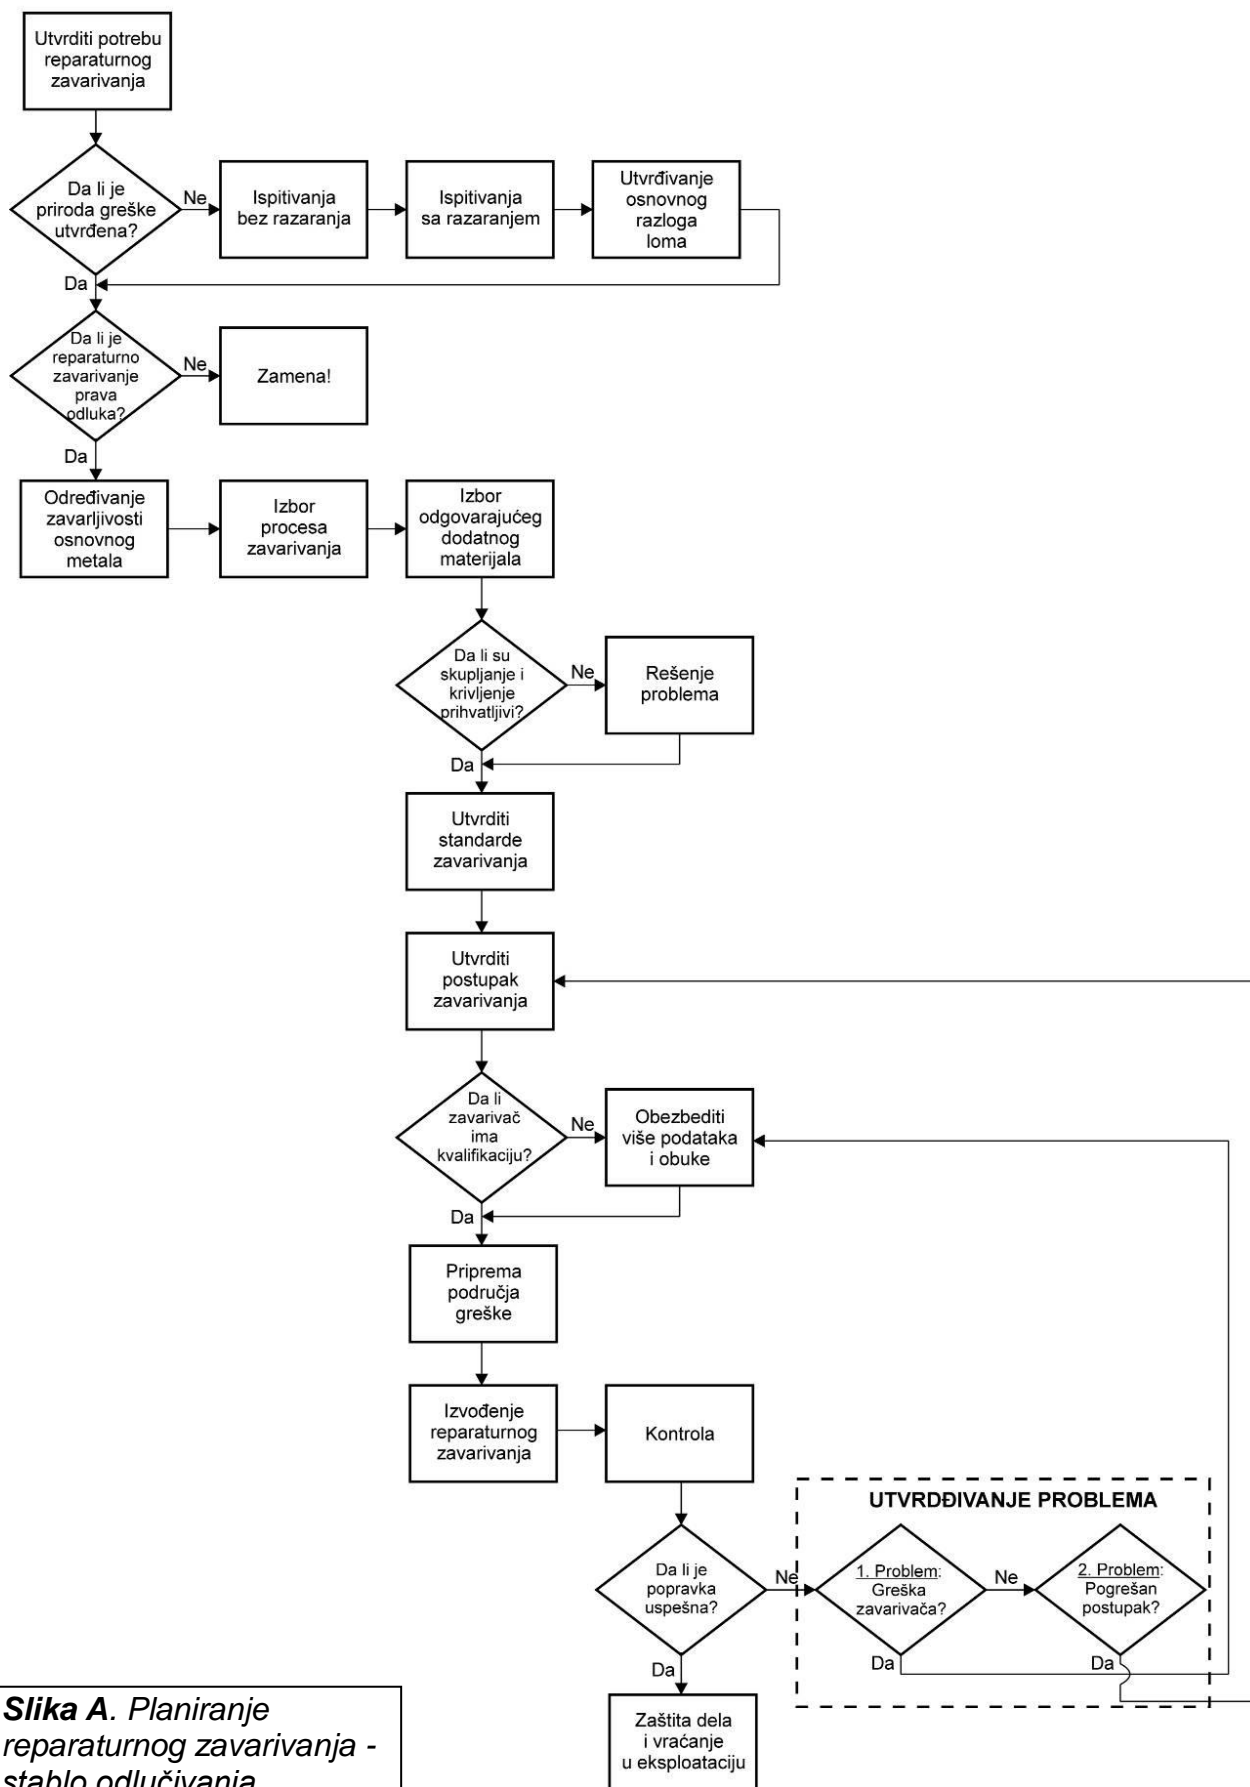 Utvrditi potrebu
reparaturnog
zavarivanja
Da li je
priroda greške
utvrđena?
Ne
Ispitivanja
bez razaranja
Ispitivanja
sa razaranjem
Utvrđivanje
osnovnog
razloga
loma
Da
Da li je
reparaturno
zavarivanje
prava
odluka?
Ne
Zamena!
Da
Određivanje
zavarljivosti
osnovnog
metala
Izbor
procesa
zavarivanja
Izbor
odgovarajućeg
dodatnog
materijala
Da li su
skupljanje i
krivljenje
prihvatljivi?
Ne
Rešenje
problema
Da
Utvrditi
standarde
zavarivanja
Utvrditi
postupak
zavarivanja
Da li
zavarivač
ima
kvalifikaciju?
Ne
Obezbediti
više podataka
i obuke
Da
Priprema
područja
greške
Izvođenje
reparaturnog
zavarivanja
Kontrola
Da li je
popravka
uspešna?
Ne
UTVRDĐIVANJE PROBLEMA
1. Problem:
Greška
zavarivača?
Ne
2. Problem:
Pogrešan
postupak?
Da
Da
Da
Zaštita dela
i vraćanje
u eksploataciju
Slika A. Planiranje
reparaturnog zavarivanja -
stablo odlučivanja